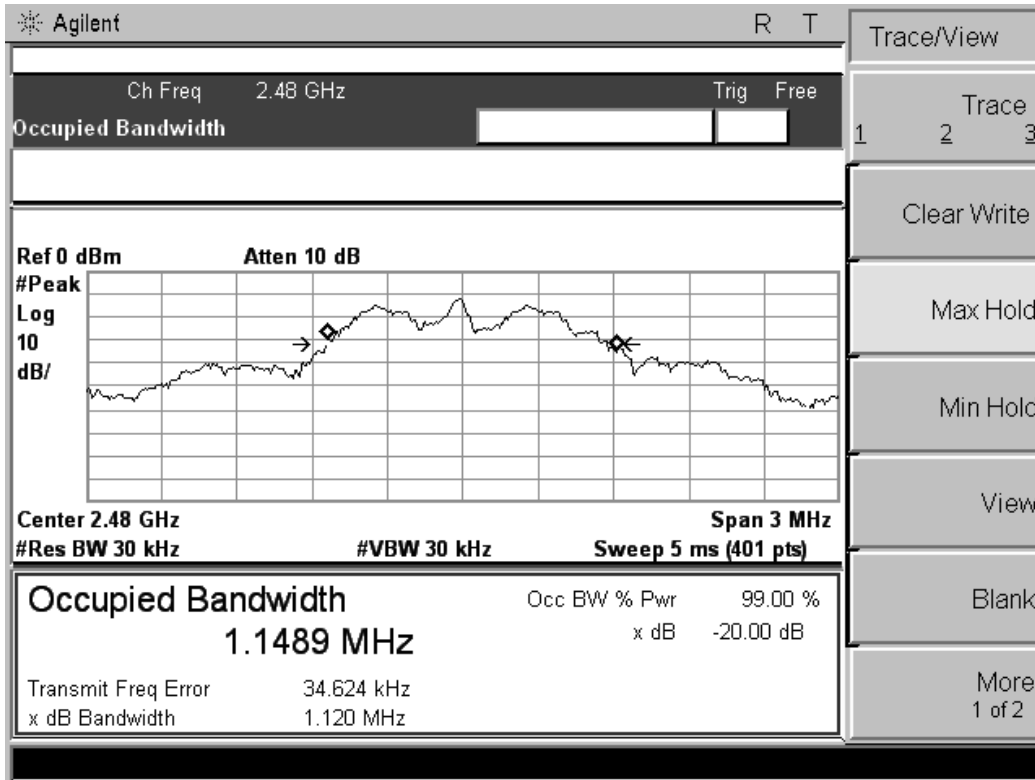 Agilent R T
Ch Freq 2.48 GHz Trig Free
Occupied Bandwidth
Ref 0 dBm Atten 10 dB
#Peak
Log
10
dB/
Center 2.48 GHz Span 3 MHz
#Res BW 30 kHz #VBW 30 kHz Sweep 5 ms (401 pts)
Occupied Bandwidth Occ BW % Pwr 99.00 %
1.1489 MHz x dB -20.00 dB
Transmit Freq Error 34.624 kHz
x dB Bandwidth 1.120 MHz
Trace/View
Trace
1 2 3
Clear Write
Max Hold
Min Hold
View
Blank
More
1 of 2